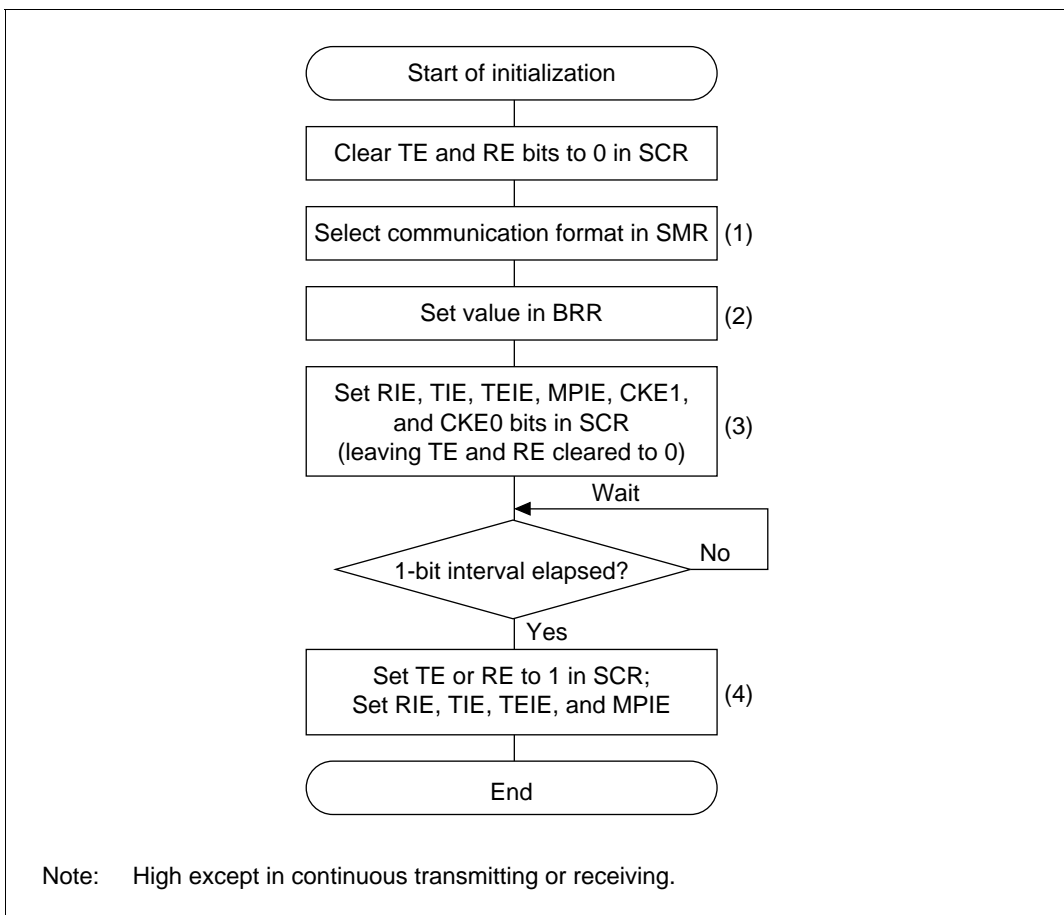 Start of initialization
Clear TE and RE bits to 0 in SCR
Select communication format in SMR
(1)
Set value in BRR
(2)
Set RIE, TIE, TEIE, MPIE, CKE1,
and CKE0 bits in SCR
(leaving TE and RE cleared to 0)
(3)
Wait
1-bit interval elapsed?
No
Yes
Set TE or RE to 1 in SCR;
Set RIE, TIE, TEIE, and MPIE
(4)
End
Note: High except in continuous transmitting or receiving.